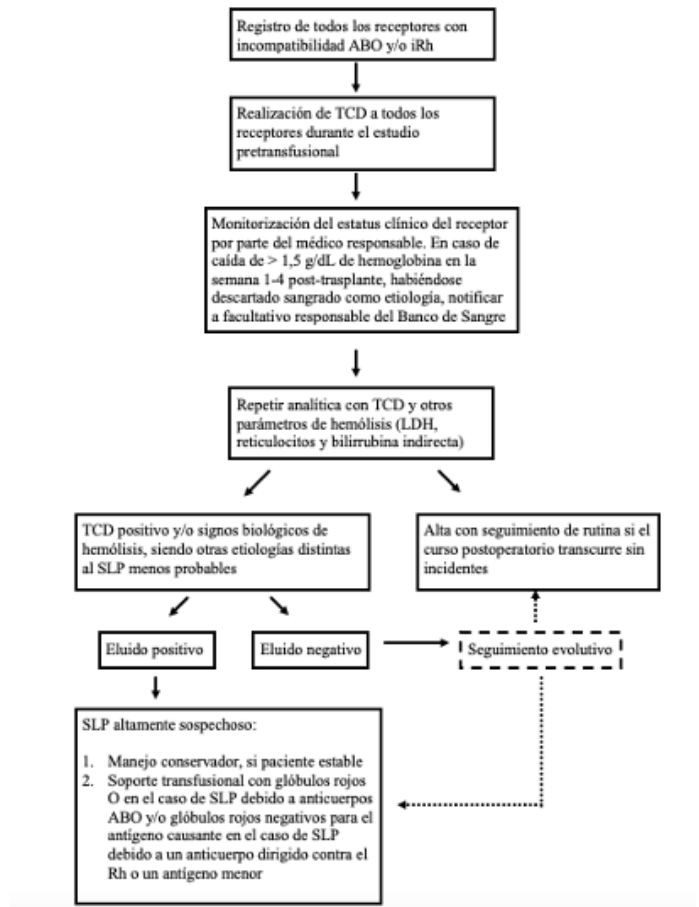 Registro de todos los receptores con
incompatibilidad ABO y/o iRh
Realización de TCD a todos los
receptores durante el estudio
pretransfusional
Monitorización del estatus clínico del receptor
por parte del médico responsable. En caso de
caída de > 1,5 g/dL de hemoglobina en la
semana 1-4 post-trasplante, habiéndose
descartado sangrado como etiología, notificar
a facultativo responsable del Banco de Sangre
Repetir analítica con TCD y otros
parámetros de hemólisis (LDH,
reticulocitos y bilirrubina indirecta)
TCD positivo y/o signos biológicos de
hemólisis, siendo otras etiologías distintas
al SLP menos probables
Alta con seguimiento de rutina si el
curso postoperatorio transcurre sin
incidentes
Eluido positivo
Eluido negativo
Seguimiento evolutivo
SLP altamente sospechoso:
1. Manejo conservador, si paciente estable
2. Soporte transfusional con glóbulos rojos
O en el caso de SLP debido a anticuerpos
ABO y/o glóbulos rojos negativos para el
antígeno causante en el caso de SLP
debido a un anticuerpo dirigido contra el
Rh o un antígeno menor